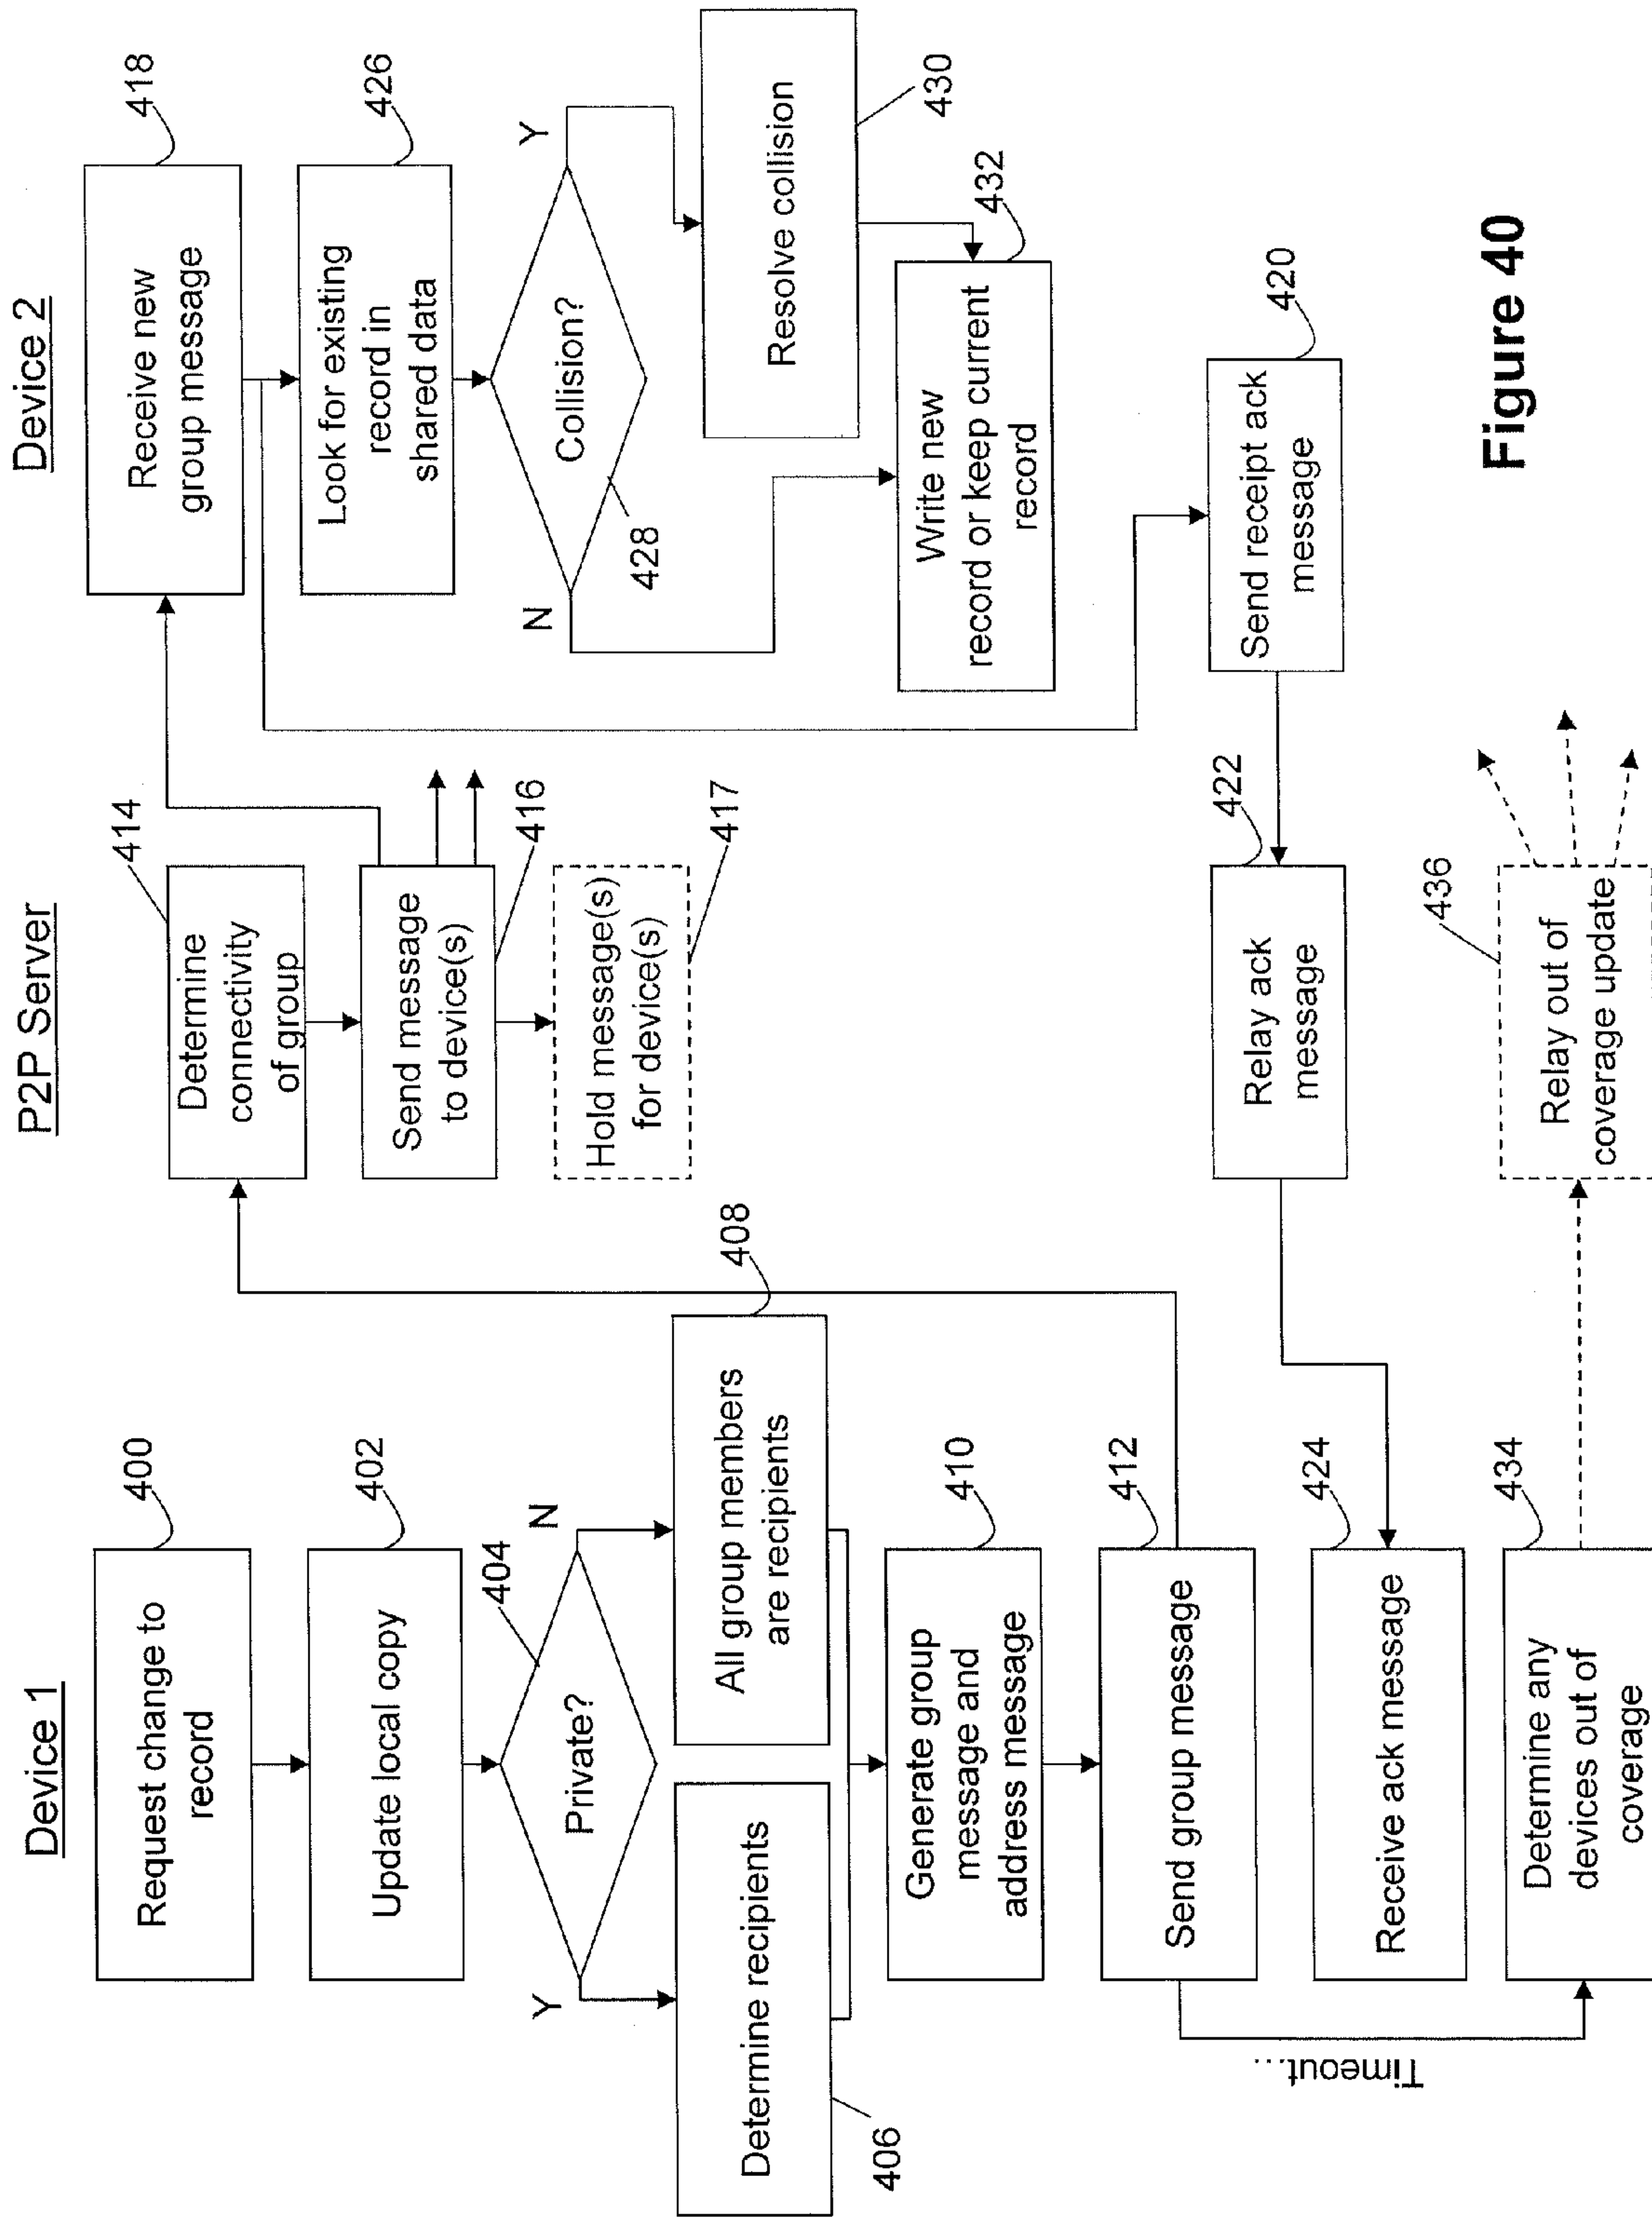 Device 1
Request change to
record
400
Update local copy
402
Private?
404
Y
N
Determine recipients
406
All group members
are recipients
408
Generate group
message and
address message
410
Send group message
412
Timeout...
Receive ack message
424
Determine any
devices out of
coverage
434
P2P Server
Determine
connectivity
of group
414
Send message
to device(s)
416
Hold message(s)
for device(s)
417
Relay ack
message
422
Relay out of
coverage update
436
Device 2
Receive new
group message
418
Look for existing
record in
shared data
426
Collision?
428
N
Y
Resolve collision
430
Write new
record or keep current
record
432
Send receipt ack
message
420
Figure 40